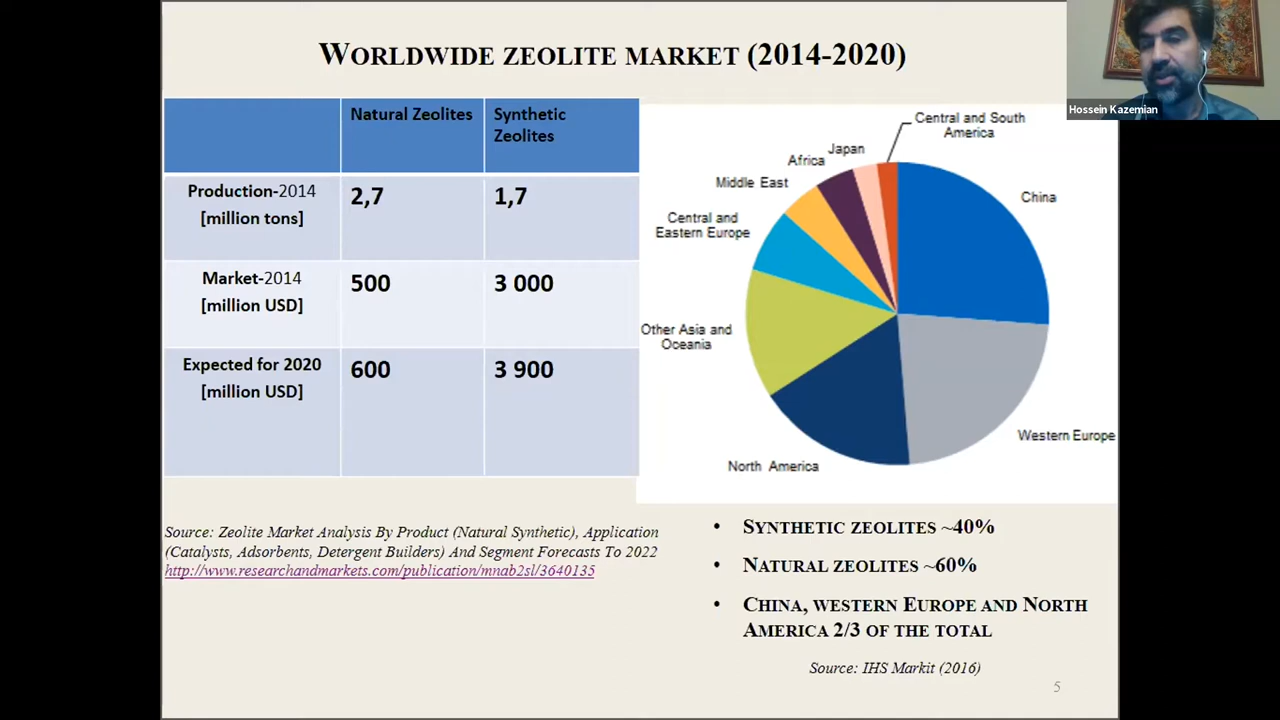 WORLDWIDE ZEOLITE MARKET (2014-2020)
Hossein Kazemian
Natural Zeolites
Synthetic
Zeolites
Production-2014
[million tons]
2,7
1,7
Market-2014
[million USD]
500
3 000
Expected for 2020
[million USD]
600
3 900
Central and South
America
Japan
Africa
Middle East
Central and
Eastern Europe
Other Asia and
Oceania
North America
Western Europe
China
Source: Zeolite Market Analysis By Product (Natural Synthetic), Application
(Catalysts, Adsorbents, Detergent Builders) And Segment Forecasts To 2022
http://www.researchandmarkets.com/publication/mnab2sl/3640135
• SYNTHETIC ZEOLITES ~40%
• NATURAL ZEOLITES ~60%
• CHINA, WESTERN EUROPE AND NORTH
AMERICA 2/3 OF THE TOTAL
Source: IHS Markit (2016)
5